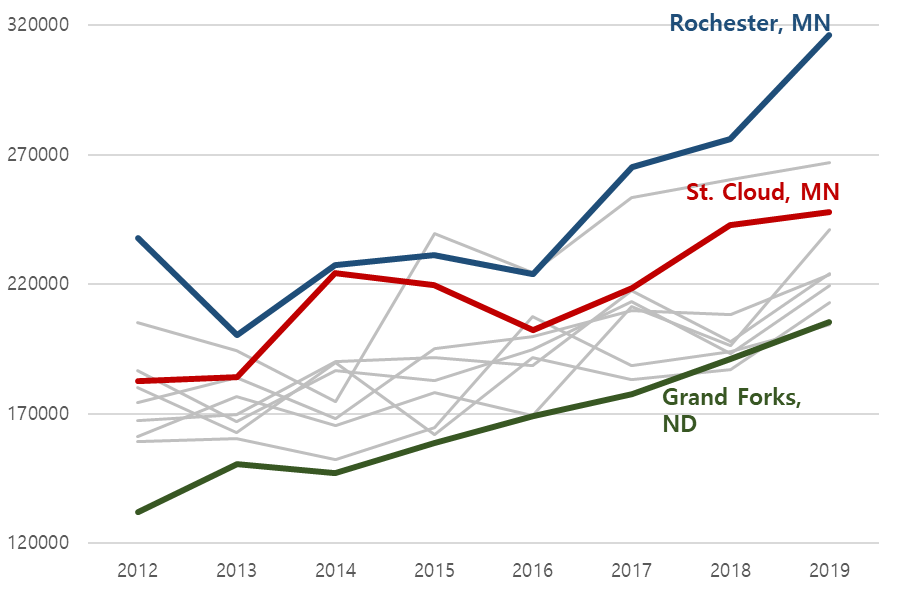 320000
Rochester, MN
270000
St. Cloud, MN
220000
170000
Grand Forks,
ND
120000
2012 2013 2014 2015 2016 2017 2018 2019